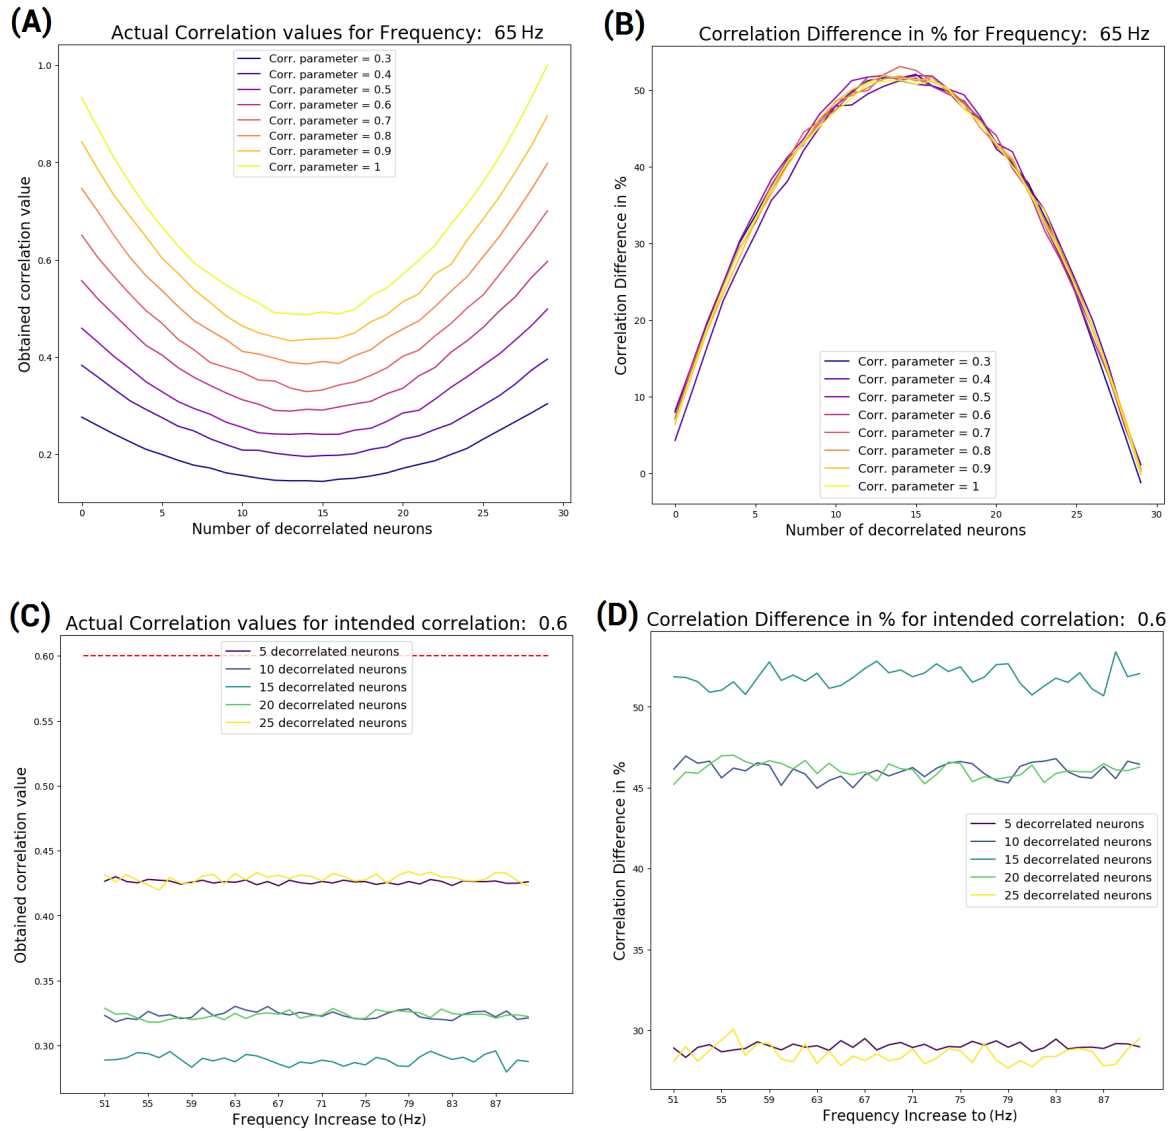 (A)
Actual Correlation values for Frequency: 65 Hz
Obtained correlation value
1.0
0.8
0.6
0.4
0.2
Corr. parameter = 0.3
Corr. parameter = 0.4
Corr. parameter = 0.5
Corr. parameter = 0.6
Corr. parameter = 0.7
Corr. parameter = 0.8
Corr. parameter = 0.9
Corr. parameter = 1
0 5 10 15 20 25 30
Number of decorrelated neurons
(B)
Correlation Difference in % for Frequency: 65 Hz
Correlation Difference in %
50
40
30
20
10
0
Corr. parameter = 0.3
Corr. parameter = 0.4
Corr. parameter = 0.5
Corr. parameter = 0.6
Corr. parameter = 0.7
Corr. parameter = 0.8
Corr. parameter = 0.9
Corr. parameter = 1
0 5 10 15 20 25 30
Number of decorrelated neurons
(C)
Actual Correlation values for intended correlation: 0.6
Obtained correlation value
0.60
0.55
0.50
0.45
0.40
0.35
0.30
5 decorrelated neurons
10 decorrelated neurons
15 decorrelated neurons
20 decorrelated neurons
25 decorrelated neurons
51 55 59 63 67 71 75 79 83 87
Frequency Increase to (Hz)
(D)
Correlation Difference in % for intended correlation: 0.6
Correlation Difference in %
50
45
40
35
30
5 decorrelated neurons
10 decorrelated neurons
15 decorrelated neurons
20 decorrelated neurons
25 decorrelated neurons
51 55 59 63 67 71 75 79 83 87
Frequency Increase to (Hz)